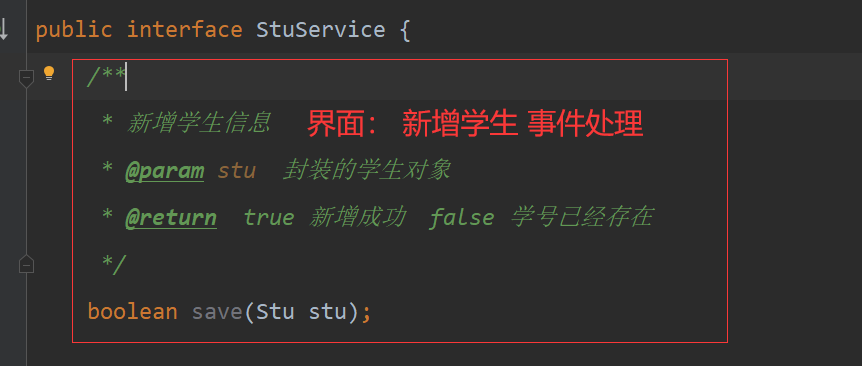 public interface StuService {
/**
* 新增学生信息 界面： 新增学生 事件处理
* @param stu 封装的学生对象
* @return true 新增成功 false 学号已经存在
*/
boolean save(Stu stu);